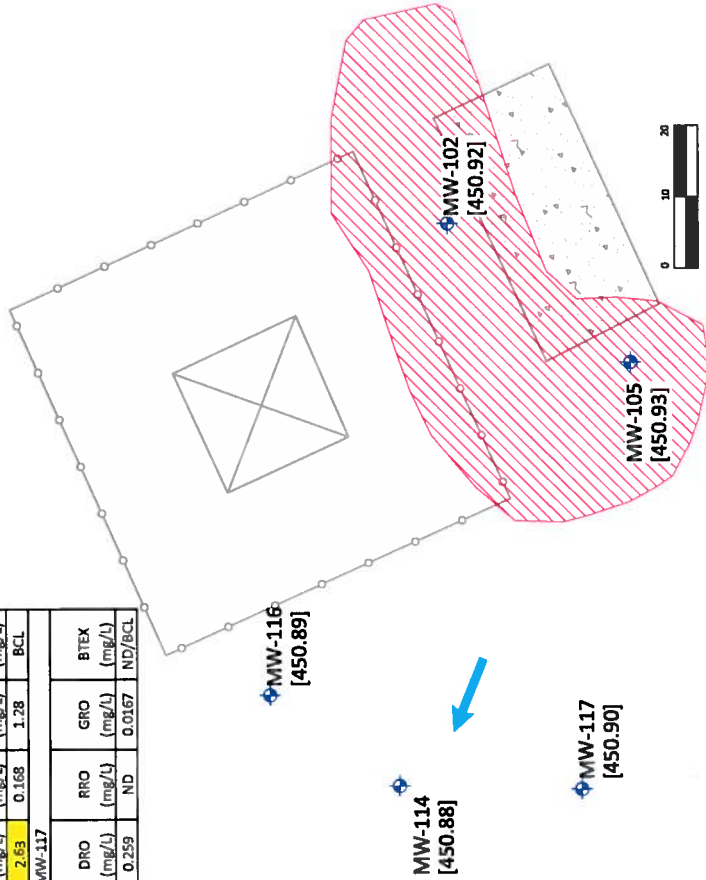 2.63 0.168 1.28 BCL
MW-117
DRO RRO GRO BTEX
(mg/L) (mg/L) (mg/L) (mg/L)
0.259 ND 0.0167 ND/BCL
MW-102
[450.92]
0 10 20
MW-105
[450.93]
MW-116
[450.89]
MW-114
[450.88]
MW-117
[450.90]